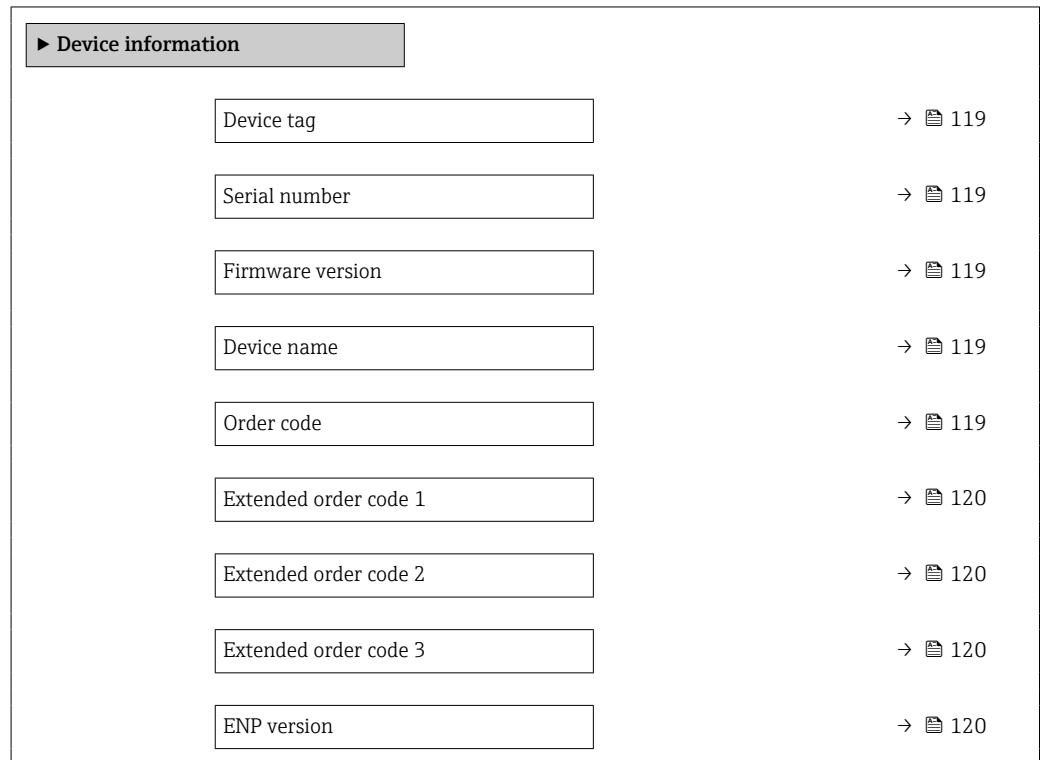 ▶ Device information
Device tag → 🖹 119
Serial number → 🖹 119
Firmware version → 🖹 119
Device name → 🖹 119
Order code → 🖹 119
Extended order code 1 → 🖹 120
Extended order code 2 → 🖹 120
Extended order code 3 → 🖹 120
ENP version → 🖹 120